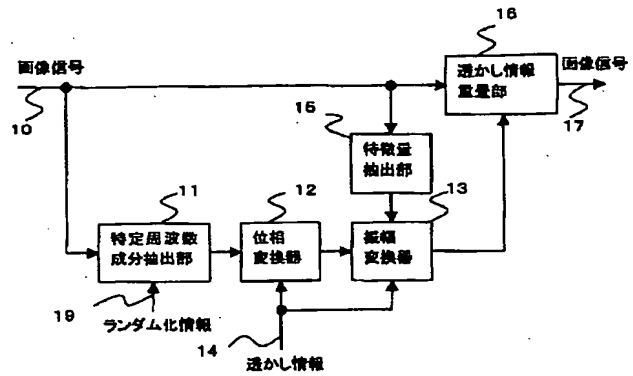 16
画像信号
透かし情報
重畳部
画像信号
10
15
17
特徴量
抽出部
11
12
13
特定周波数
成分抽出部
位相
変換器
振幅
変換器
19
ランダム化情報
14
透かし情報